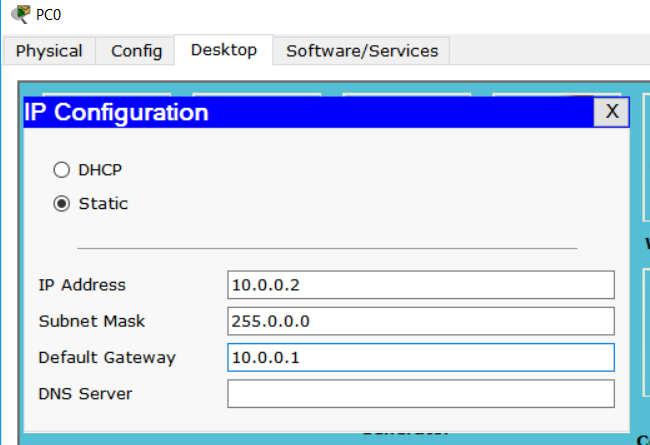 PC0
Physical Config Desktop Software/Services
IP Configuration X
DHCP
Static
IP Address 10.0.0.2
Subnet Mask 255.0.0.0
Default Gateway 10.0.0.1
DNS Server